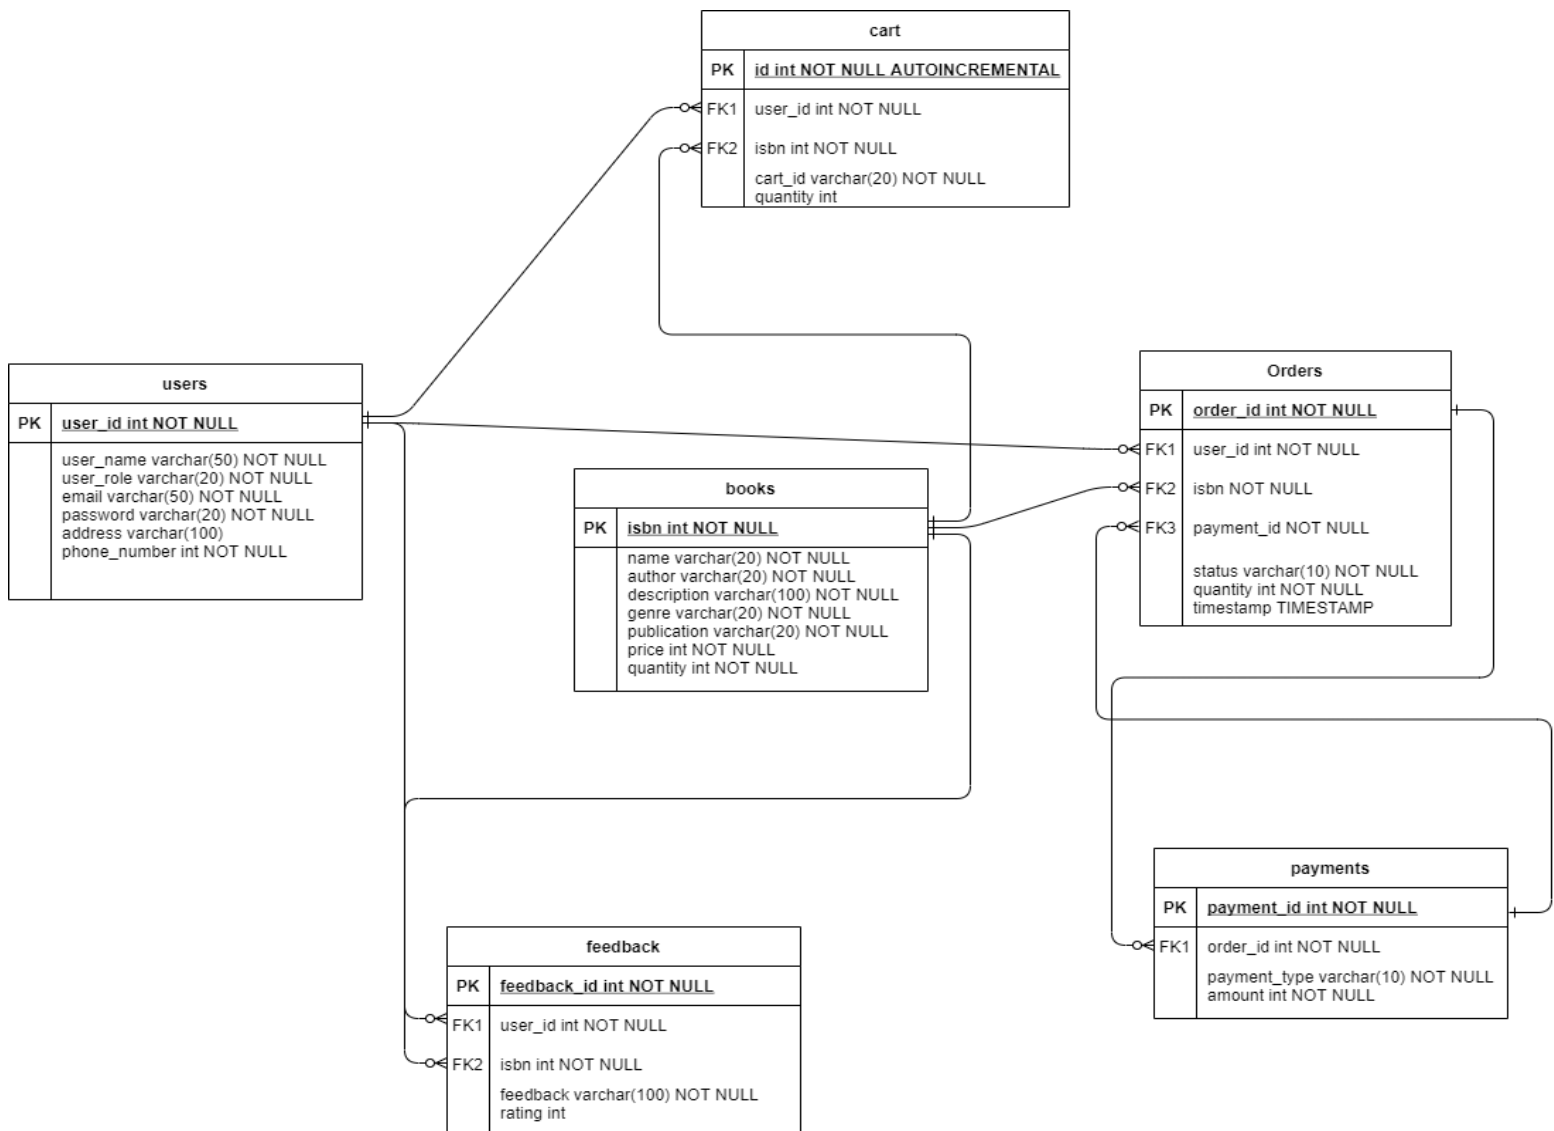 cart
PK id int NOT NULL AUTOINCREMENTAL
FK1 user_id int NOT NULL
FK2 isbn int NOT NULL
cart_id varchar(20) NOT NULL
quantity int
users
PK user_id int NOT NULL
user_name varchar(50) NOT NULL
user_role varchar(20) NOT NULL
email varchar(50) NOT NULL
password varchar(20) NOT NULL
address varchar(100)
phone_number int NOT NULL
Orders
PK order_id int NOT NULL
FK1 user_id int NOT NULL
FK2 isbn NOT NULL
FK3 payment_id NOT NULL
status varchar(10) NOT NULL
quantity int NOT NULL
timestamp TIMESTAMP
books
PK isbn int NOT NULL
name varchar(20) NOT NULL
author varchar(20) NOT NULL
description varchar(100) NOT NULL
genre varchar(20) NOT NULL
publication varchar(20) NOT NULL
price int NOT NULL
quantity int NOT NULL
payments
PK payment_id int NOT NULL
FK1 order_id int NOT NULL
payment_type varchar(10) NOT NULL
amount int NOT NULL
feedback
PK feedback_id int NOT NULL
FK1 user_id int NOT NULL
FK2 isbn int NOT NULL
feedback varchar(100) NOT NULL
rating int